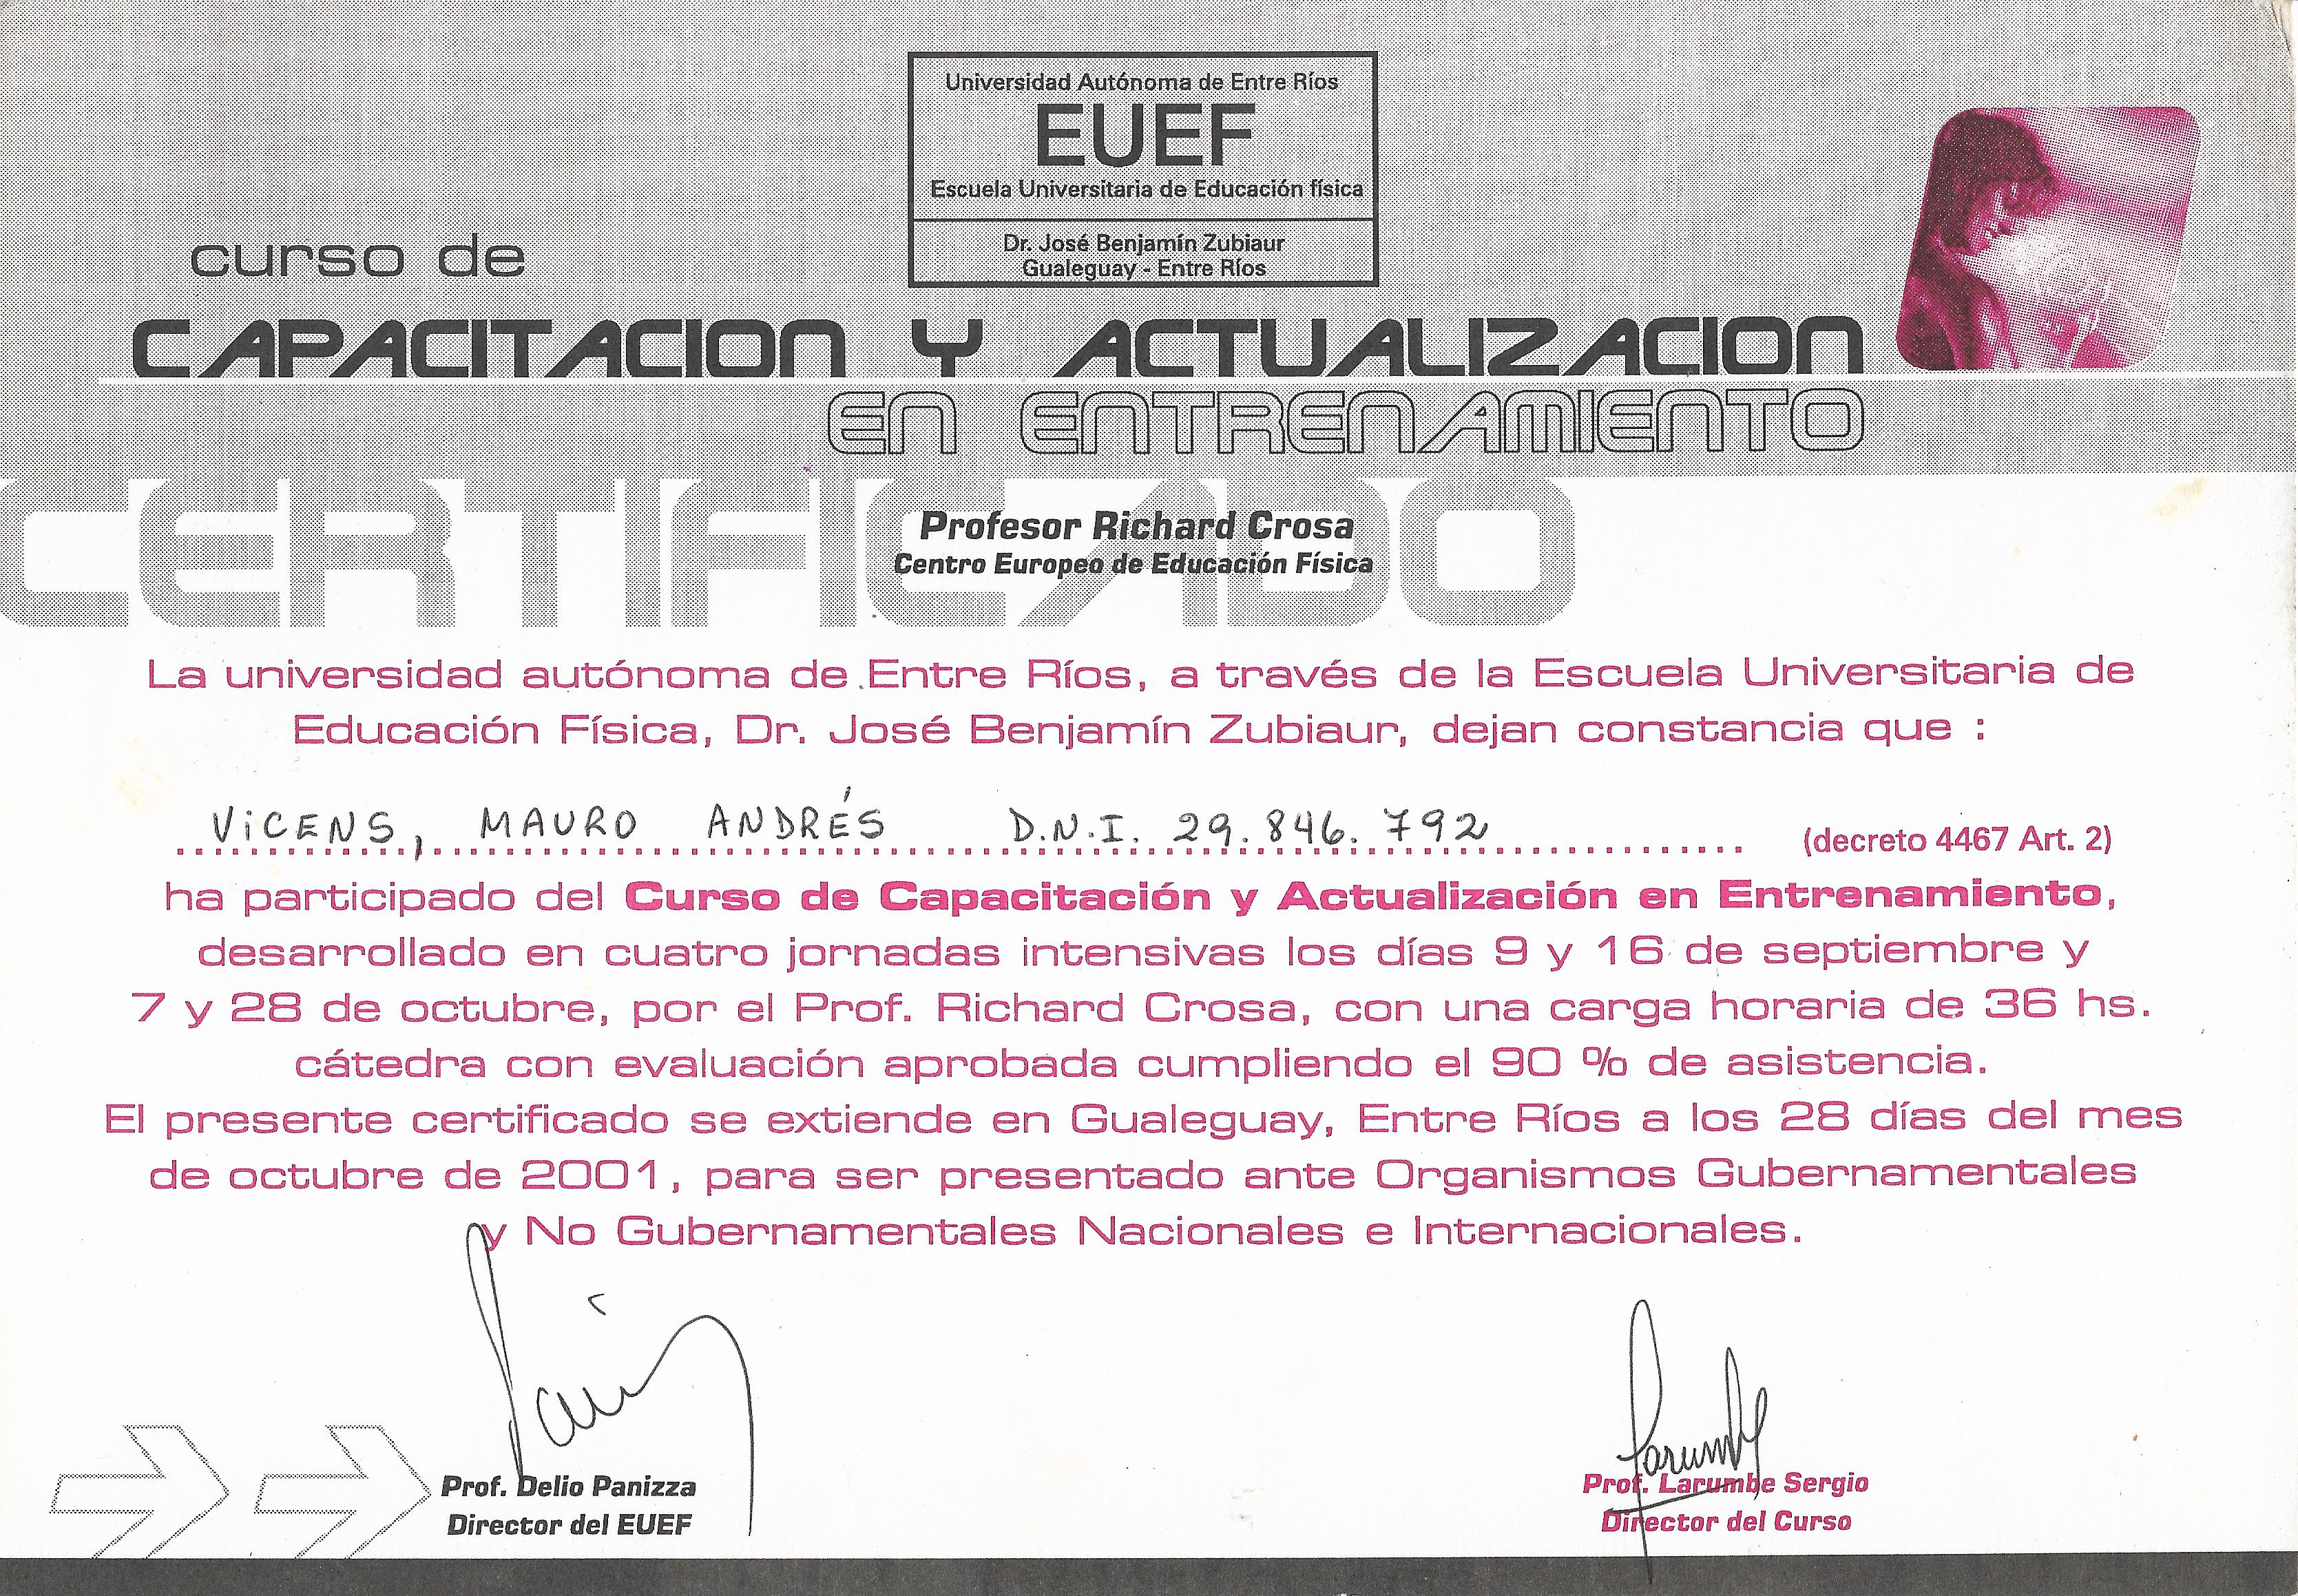 Universidad Autónoma de Entre Ríos
EUEF
Escuela Universitaria de Educación física
Dr. José Benjamín Zubiaur
Gualeguay - Entre Ríos
curso de
CAPACITACION Y ACTUALIZACION
EN ENTRENAMIENTO
CERTIFICADO
Profesor Richard Crosa
Centro Europeo de Educación Física
La universidad autónoma de Entre Ríos, a través de la Escuela Universitaria de
Educación Física, Dr. José Benjamín Zubiaur, dejan constancia que :
VICENS, MAURO ANDRÉS D.N.I. 29.846.792 (decreto 4467 Art. 2)
ha participado del Curso de Capacitación y Actualización en Entrenamiento,
desarrollado en cuatro jornadas intensivas los días 9 y 16 de septiembre y
7 y 28 de octubre, por el Prof. Richard Crosa, con una carga horaria de 36 hs.
cátedra con evaluación aprobada cumpliendo el 90 % de asistencia.
El presente certificado se extiende en Gualeguay, Entre Ríos a los 28 días del mes
de octubre de 2001, para ser presentado ante Organismos Gubernamentales
y No Gubernamentales Nacionales e Internacionales.
Larumbe
Prof. Delio Panizza
Director del EUEF
Prof. Larumbe Sergio
Director del Curso